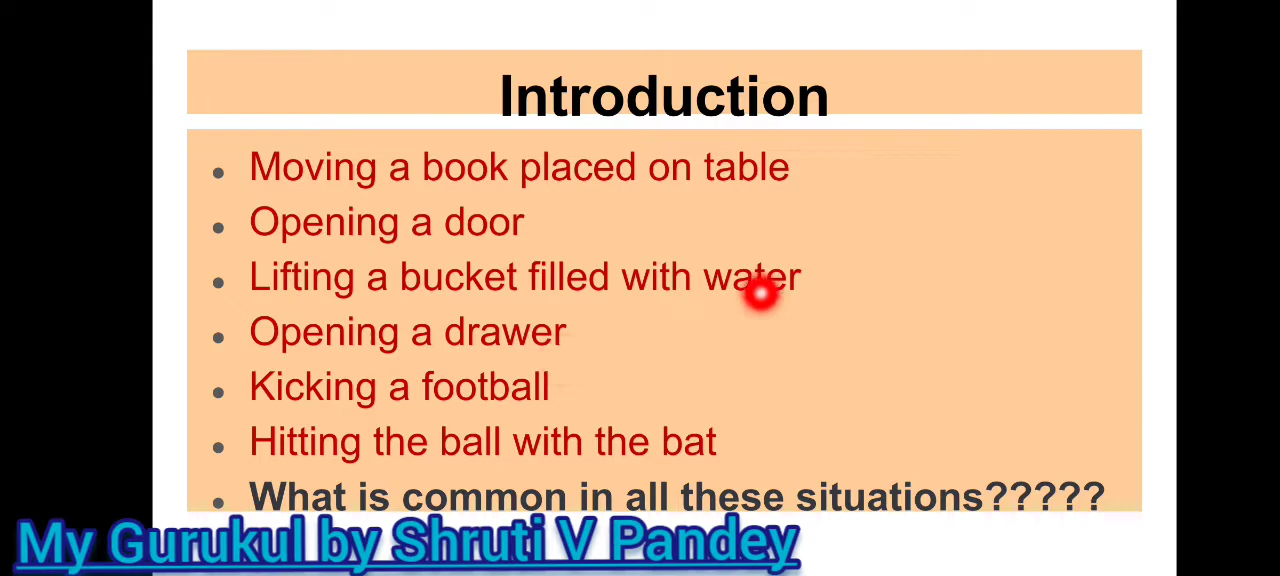 Introduction
• Moving a book placed on table
• Opening a door
• Lifting a bucket filled with water
• Opening a drawer
• Kicking a football
• Hitting the ball with the bat
• What is common in all these situations?????
My Gurukul by Shruti V Pandey